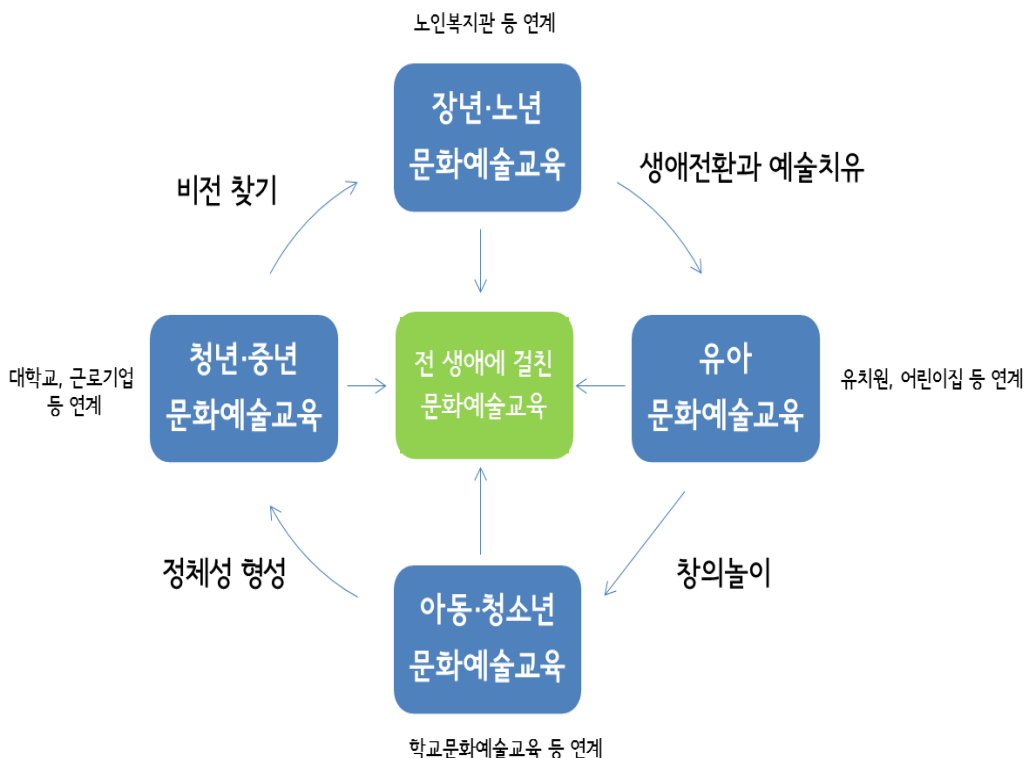 노인복지관 등 연계
장년·노년
문화예술교육
비전 찾기
생애전환과 예술치유
청년·중년
문화예술교육
대학교, 근로기업
등 연계
전 생애에 걸친
문화예술교육
유아
문화예술교육
유치원, 어린이집 등 연계
정체성 형성
창의놀이
아동·청소년
문화예술교육
학교문화예술교육 등 연계